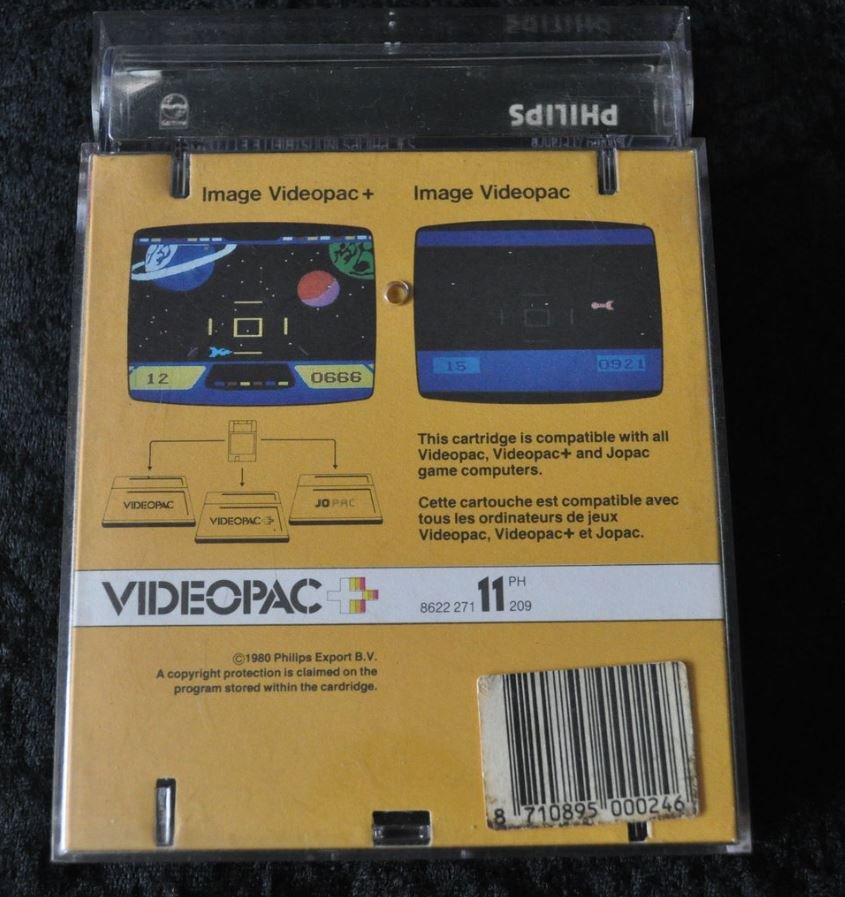 PHILIPS
Image Videopac + Image Videopac
12 0666
15 0921
This cartridge is compatible with all
Videopac, Videopac+ and Jopac
game computers.
Cette cartouche est compatible avec
tous les ordinateurs de jeux
Videopac, Videopac+ et Jopac.
VIDEOPAC
VIDEOPAC+
JOPAC
VIDEOPAC+
8622 271 11 PH
209
©1980 Philips Export B.V.
A copyright protection is claimed on the
program stored within the cardridge.
8 710895 000246